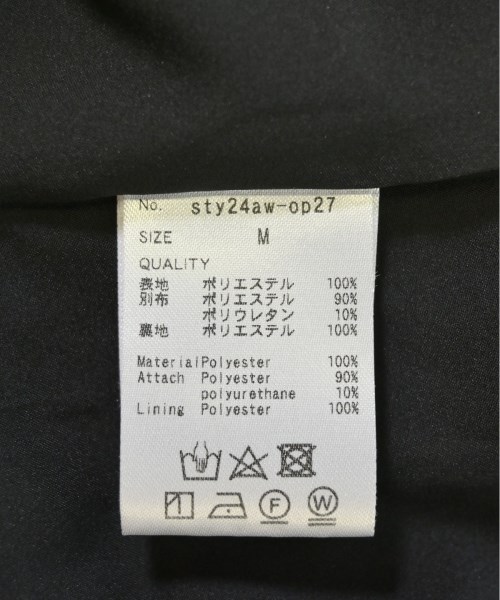 No. sty24aw-op27
SIZE M
QUALITY
表地 ポリエステル 100%
別布 ポリエステル 90%
ポリウレタン 10%
裏地 ポリエステル 100%
Material Polyester 100%
Attach Polyester 90%
polyurethane 10%
Lining Polyester 100%
F W